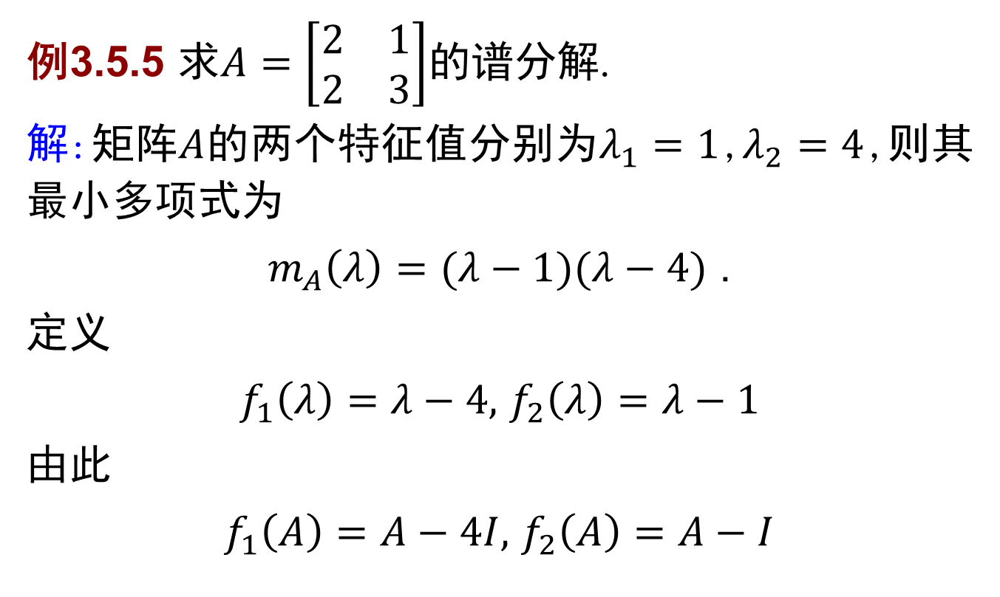 例3.5.5 求$A = \begin{bmatrix} 2 & 1 \\ 2 & 3 \end{bmatrix}$的谱分解.
解: 矩阵$A$的两个特征值分别为$\lambda_1 = 1, \lambda_2 = 4$, 则其
最小多项式为
$m_A(\lambda) = (\lambda - 1)(\lambda - 4)$ .
定义
$f_1(\lambda) = \lambda - 4, f_2(\lambda) = \lambda - 1$
由此
$f_1(A) = A - 4I, f_2(A) = A - I$